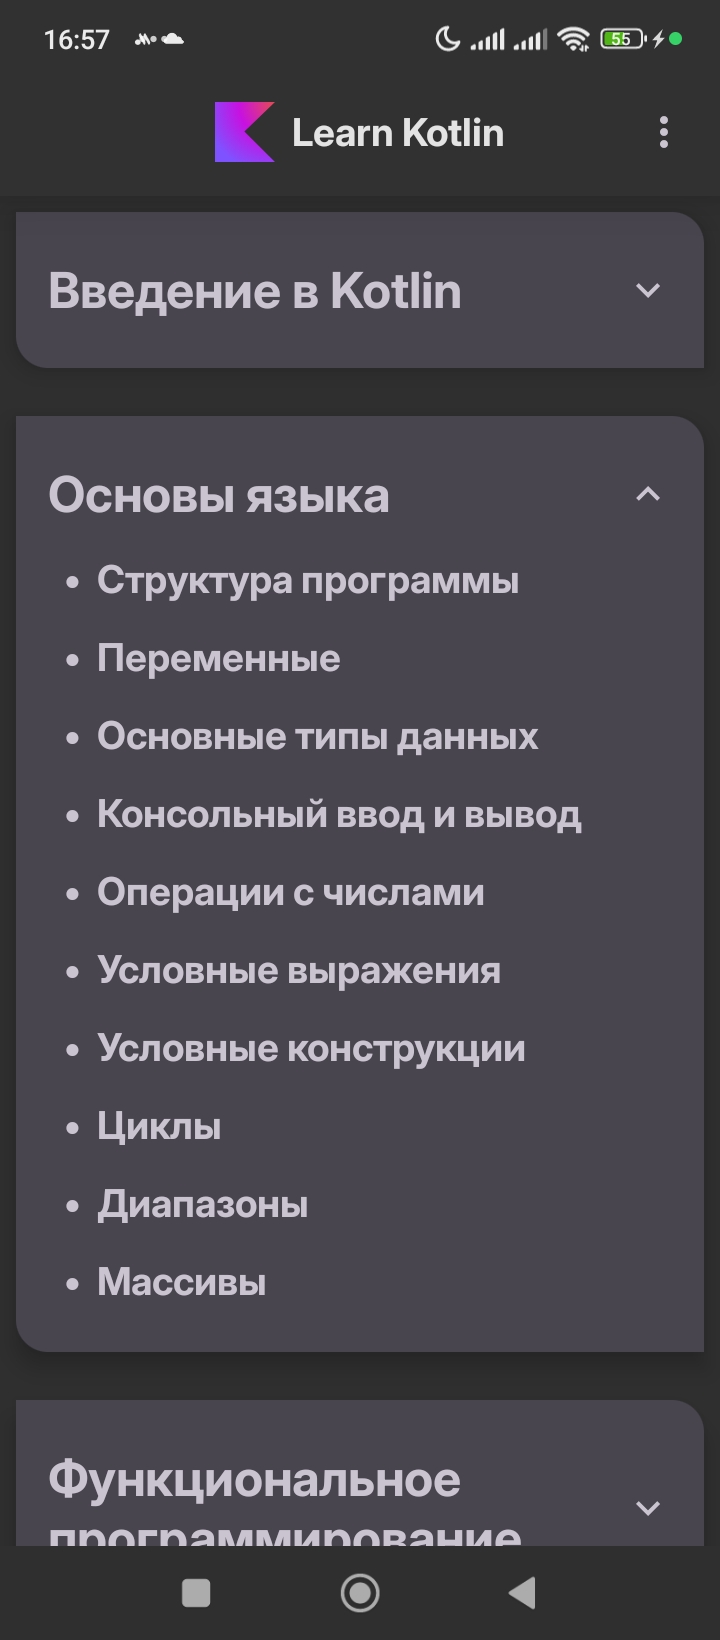 16:57
55
Learn Kotlin
Введение в Kotlin
Основы языка
• Структура программы
• Переменные
• Основные типы данных
• Консольный ввод и вывод
• Операции с числами
• Условные выражения
• Условные конструкции
• Циклы
• Диапазоны
• Массивы
Функциональное
программирование